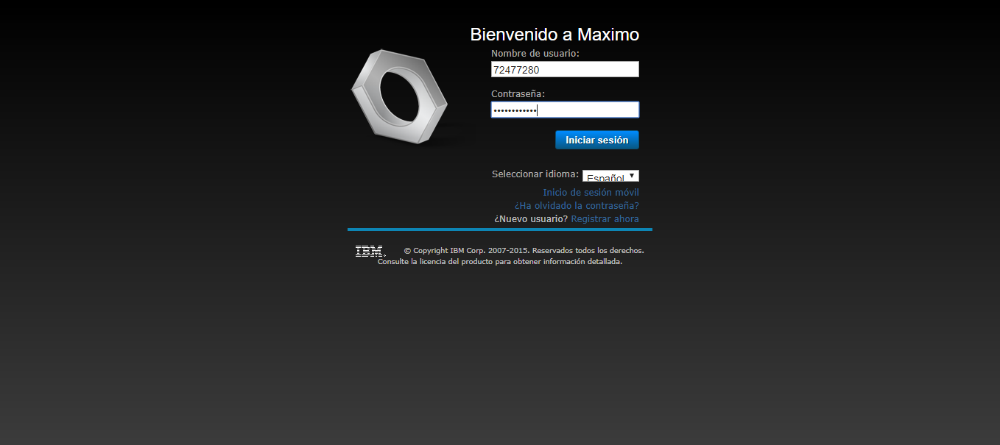 Bienvenido a Maximo
Nombre de usuario:
72477280
Contraseña:
••••••••••••
Iniciar sesión
Seleccionar idioma: Español
Inicio de sesión móvil
¿Ha olvidado la contraseña?
¿Nuevo usuario? Registrar ahora
IBM. © Copyright IBM Corp. 2007-2015. Reservados todos los derechos.
Consulte la licencia del producto para obtener información detallada.